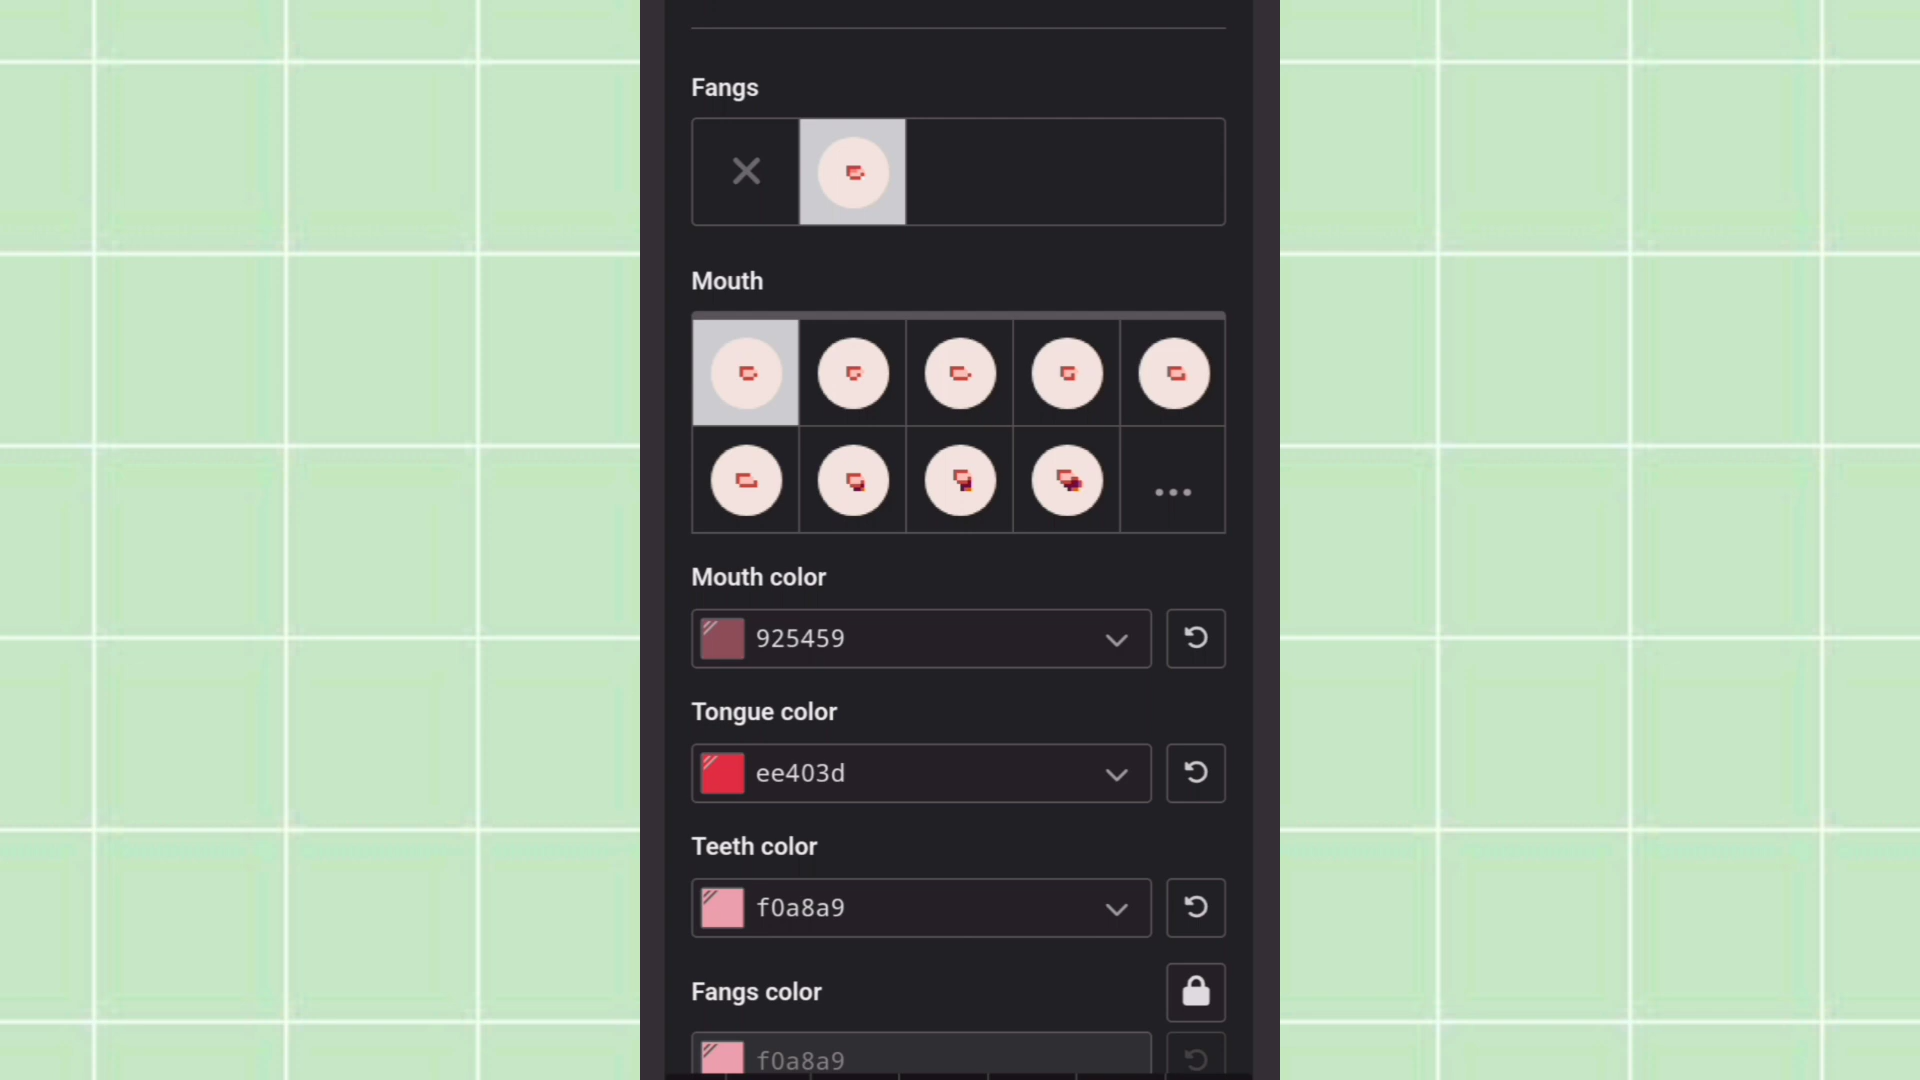 Fangs
Mouth
Mouth color
925459
Tongue color
ee403d
Teeth color
f0a8a9
Fangs color
f0a8a9